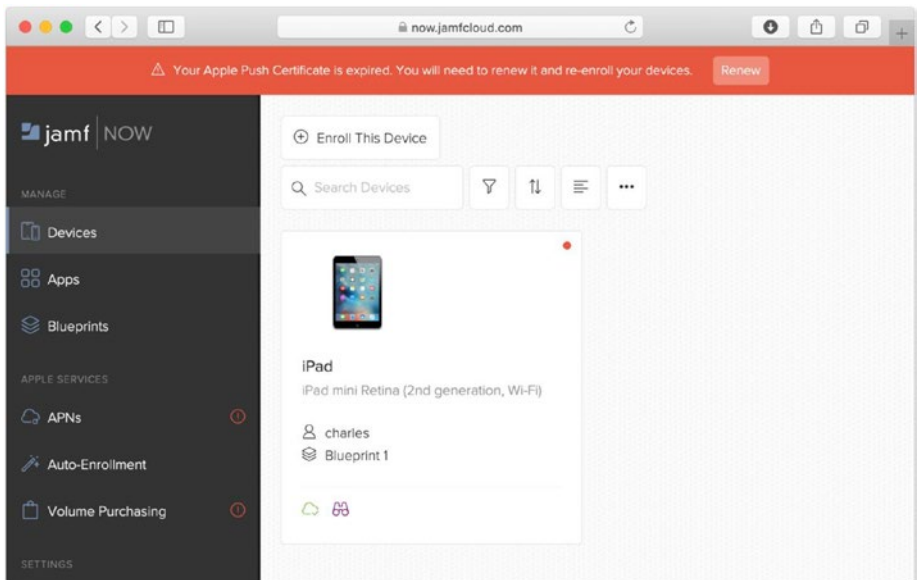 now.jamfcloud.com
Your Apple Push Certificate is expired. You will need to renew it and re-enroll your devices. Renew
jamf NOW
Enroll This Device
MANAGE
Search Devices
Devices
Apps
Blueprints
APPLE SERVICES
APNs
Auto-Enrollment
Volume Purchasing
SETTINGS
iPad
iPad mini Retina (2nd generation, Wi-Fi)
charles
Blueprint 1